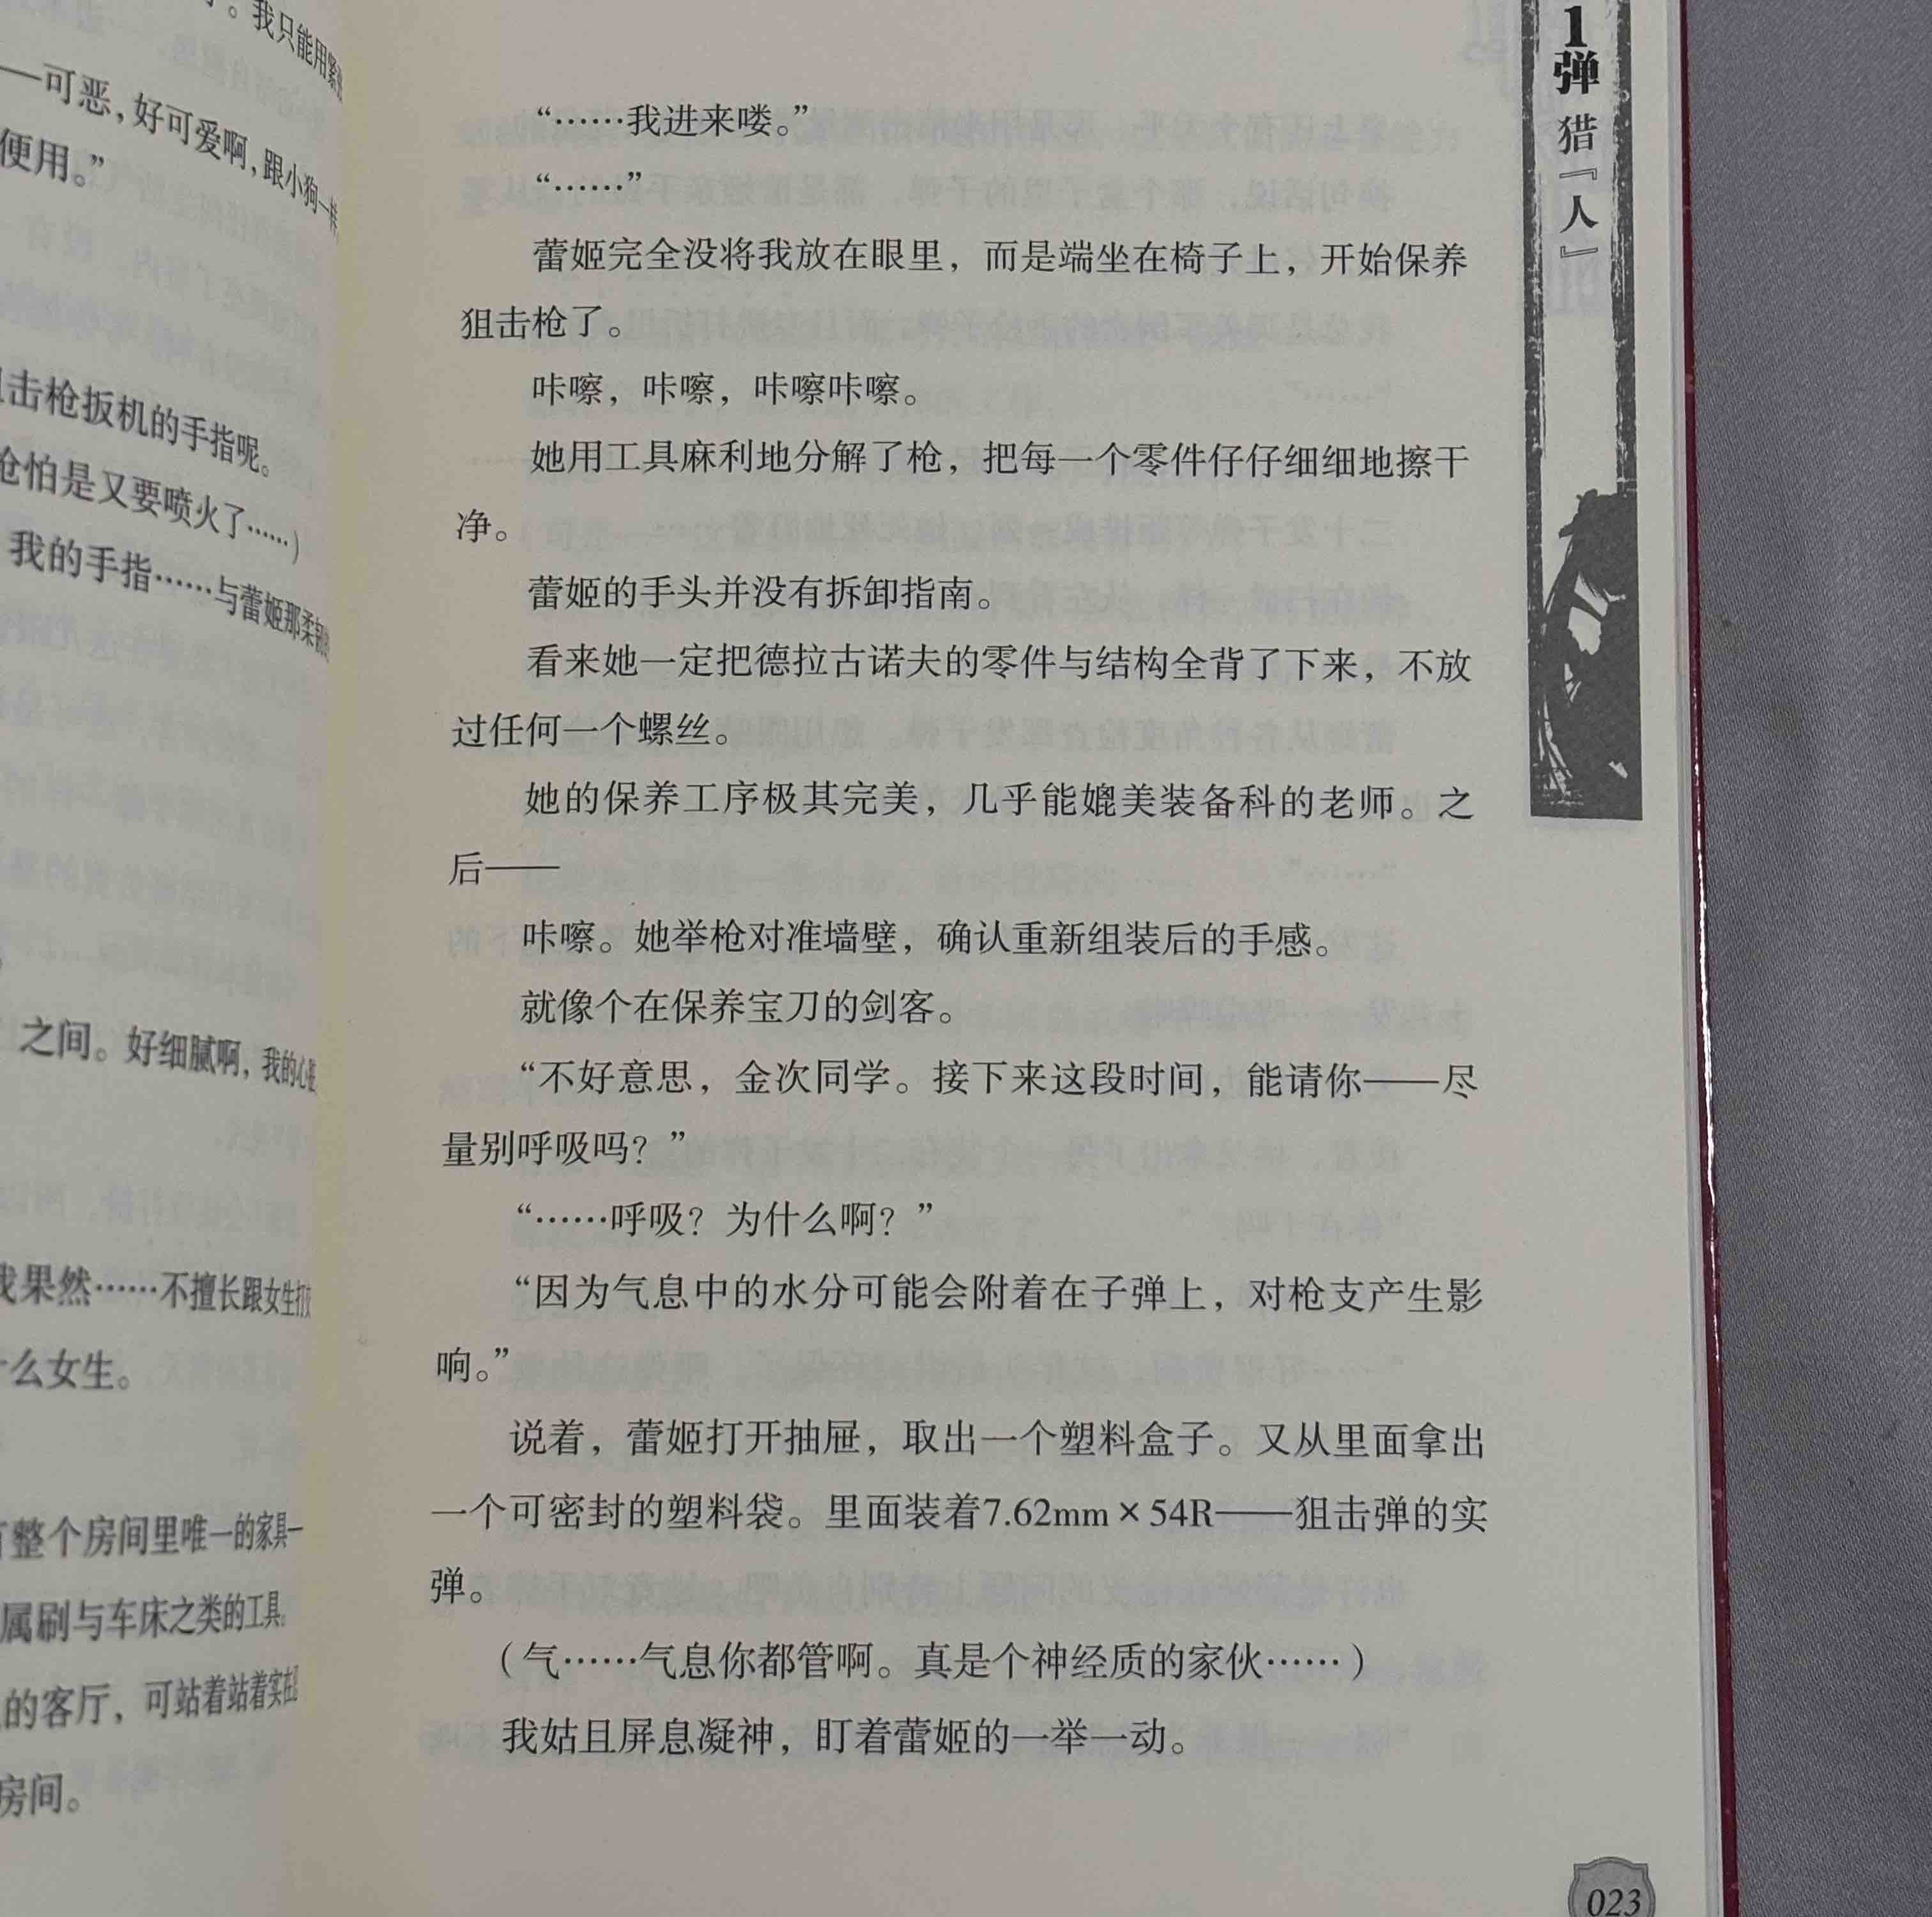 。我只能用紧
——可恶，好可爱啊，跟小狗一样，
便用。”
击枪扳机的手指呢。
枪怕是又要喷火了……）
我的手指……与蕾姬那柔
之间。好细腻啊，我的心
我果然……不擅长跟女生打
什么女生。
有整个房间里唯一的家具—
属刷与车床之类的工具。
的客厅，可站着站着实在
房间。
“……我进来喽。”
“……”
蕾姬完全没将我放在眼里，而是端坐在椅子上，开始保养
狙击枪了。
咔嚓，咔嚓，咔嚓咔嚓。
她用工具麻利地分解了枪，把每一个零件仔仔细细地擦干
净。
蕾姬的手头并没有拆卸指南。
看来她一定把德拉古诺夫的零件与结构全背了下来，不放
过任何一个螺丝。
她的保养工序极其完美，几乎能媲美装备科的老师。之
后——
咔嚓。她举枪对准墙壁，确认重新组装后的手感。
就像个在保养宝刀的剑客。
“不好意思，金次同学。接下来这段时间，能请你——尽
量别呼吸吗？”
“……呼吸？为什么啊？”
“因为气息中的水分可能会附着在子弹上，对枪支产生影
响。”
说着，蕾姬打开抽屉，取出一个塑料盒子。又从里面拿出
一个可密封的塑料袋。里面装着7.62mm×54R——狙击弹的实
弹。
（气……气息你都管啊。真是个神经质的家伙……）
我姑且屏息凝神，盯着蕾姬的一举一动。
1弹 猎『人』
023